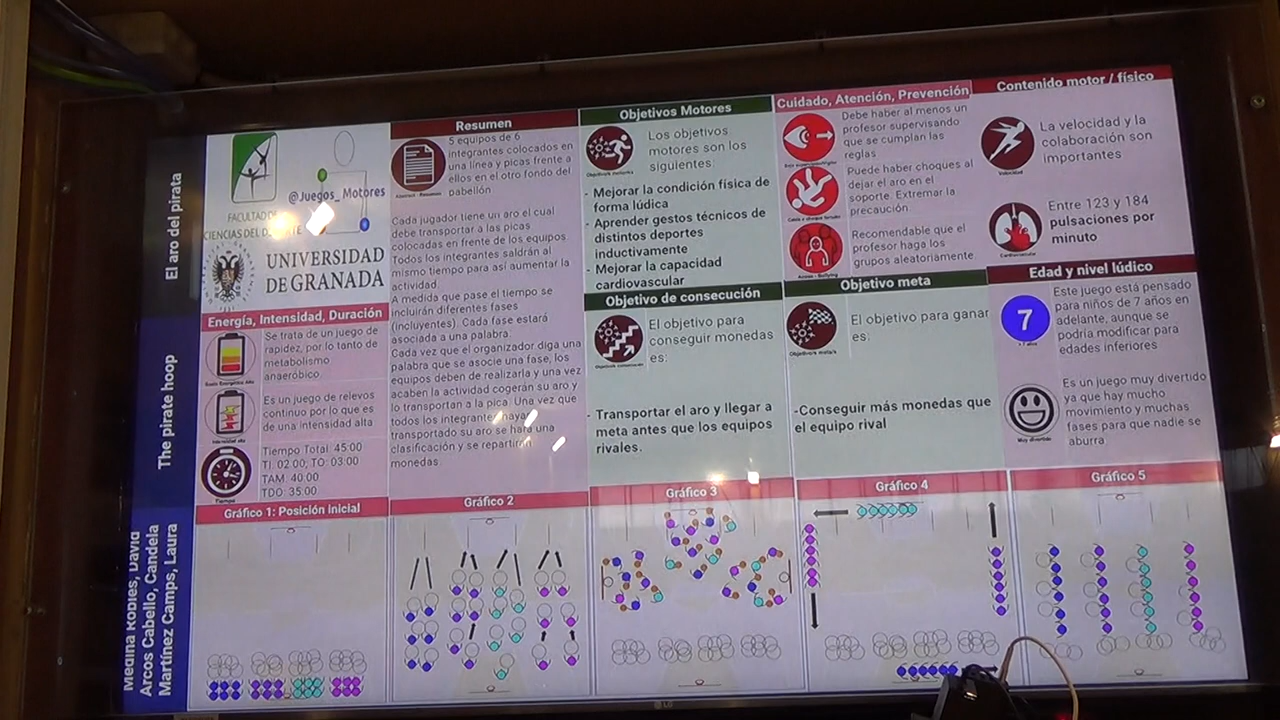 El aro del pirata
The pirate hoop
Arcos Cabello, Candela
Martínez Camps, Laura
@Juegos_ Motores
FACULTAD DE
CIENCIAS DEL DEPORTE
UNIVERSIDAD
DE GRANADA
Energía, Intensidad, Duración
Se trata de un juego de
rapidez, por lo tanto de
metabolismo
anaeróbico.
Es un juego de relevos
continuo por lo que es
de una intensidad alta
Intensidad alta
Tiempo Total: 45:00
TI: 02:00; TO: 03:00
TAM: 40:00
TDO: 35:00
Tiempo
Resumen
5 equipos de 6
integrantes colocados en
una línea y picas frente a
ellos en el otro fondo del
pabellón
Cada jugador tiene un aro el cual
debe transportar a las picas
colocadas en frente de los equipos.
Todos los integrantes saldrán al
mismo tiempo para así aumentar la
actividad.
A medida que pase el tiempo se
incluirán diferentes fases
(incluyentes). Cada fase estará
asociada a una palabra.
Cada vez que el organizador diga una
palabra que se asocie una fase, los
equipos deben de realizarla y una vez
acaben la actividad cogerán su aro y
lo transportan a la pica. Una vez que
todos los integrantes hayan
transportado su aro se hará una
clasificación y se repartirán
monedas.
Objetivos Motores
Los objetivos
motores son los
siguientes:
- Mejorar la condición física de
forma lúdica
- Aprender gestos técnicos de
distintos deportes
inductivamente
- Mejorar la capacidad
cardiovascular
Objetivo de consecución
El objetivo para
conseguir monedas
es:
- Transportar el aro y llegar a
meta antes que los equipos
rivales.
Cuidado, Atención, Prevención
Debe haber al menos un
profesor supervisando
que se cumplan las
reglas
Puede haber choques al
dejar el aro en el
soporte. Extremar la
precaución.
Recomendable que el
profesor haga los
grupos aleatoriamente.
Objetivo meta
El objetivo para ganar
es:
-Conseguir más monedas que
el equipo rival
Contenido motor / físico
La velocidad y la
colaboración son
importantes
Velocidad
Entre 123 y 184
pulsaciones por
minuto
Cardiovascular
Edad y nivel lúdico
7
Este juego está pensado
para niños de 7 años en
adelante, aunque se
podría modificar para
edades inferiores
Es un juego muy divertido
ya que hay mucho
movimiento y muchas
fases para que nadie se
aburra.
Muy divertido
Gráfico 1: Posición inicial
Gráfico 2
Gráfico 3
Gráfico 4
Gráfico 5
LG